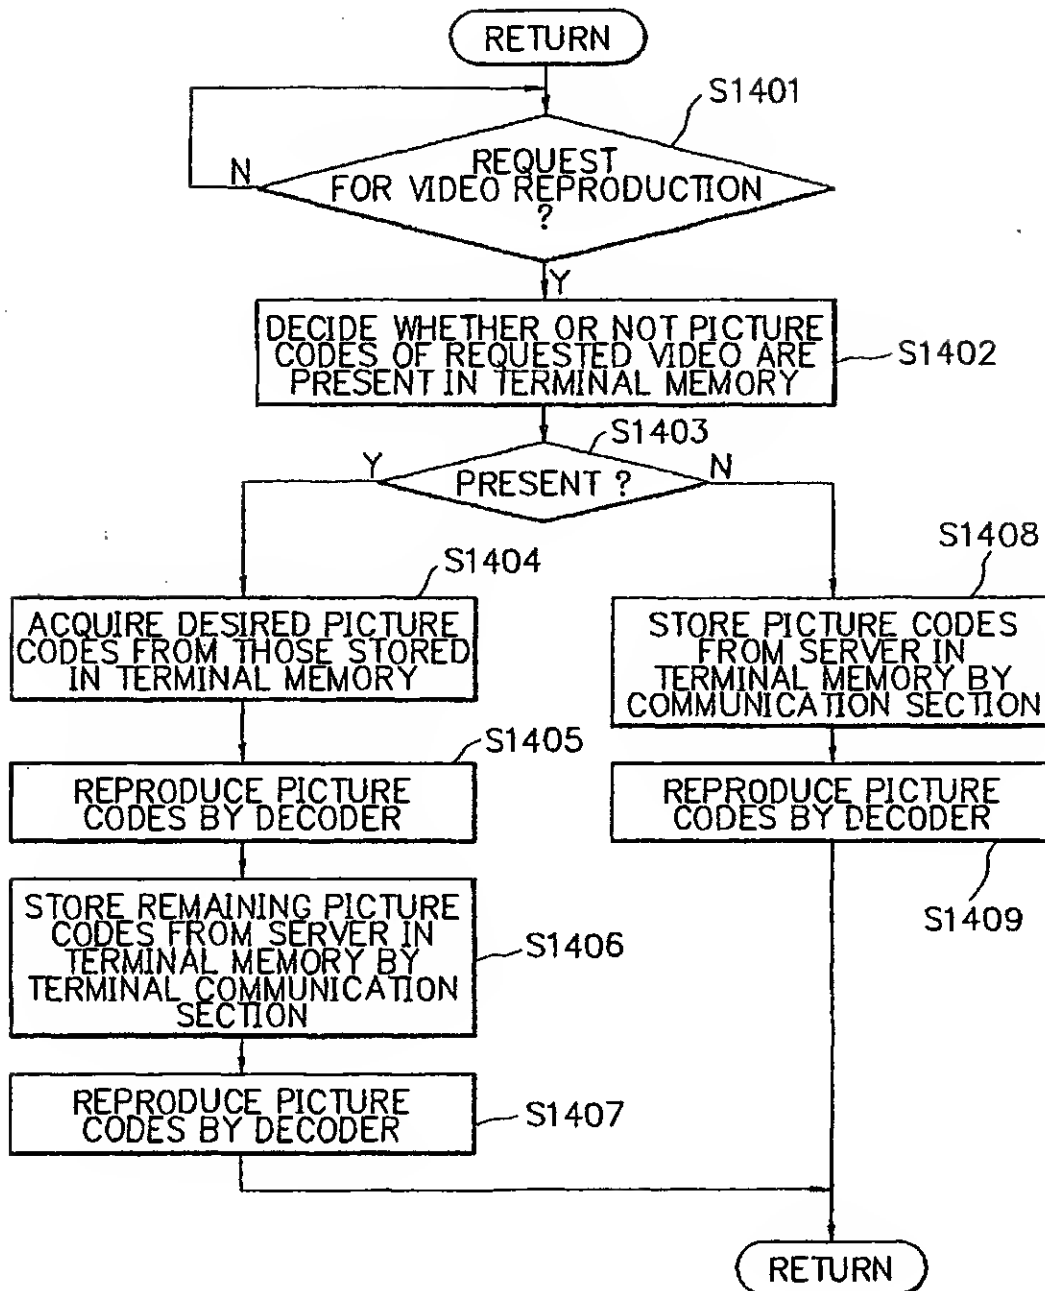 RETURN
S1401
REQUEST
FOR VIDEO REPRODUCTION
?
N
Y
DECIDE WHETHER OR NOT PICTURE
CODES OF REQUESTED VIDEO ARE
PRESENT IN TERMINAL MEMORY
S1402
S1403
Y
PRESENT ?
N
S1404
ACQUIRE DESIRED PICTURE
CODES FROM THOSE STORED
IN TERMINAL MEMORY
S1405
REPRODUCE PICTURE
CODES BY DECODER
STORE REMAINING PICTURE
CODES FROM SERVER IN
TERMINAL MEMORY BY
TERMINAL COMMUNICATION
SECTION
S1406
REPRODUCE PICTURE
CODES BY DECODER
S1407
S1408
STORE PICTURE CODES
FROM SERVER IN
TERMINAL MEMORY BY
COMMUNICATION SECTION
REPRODUCE PICTURE
CODES BY DECODER
S1409
RETURN